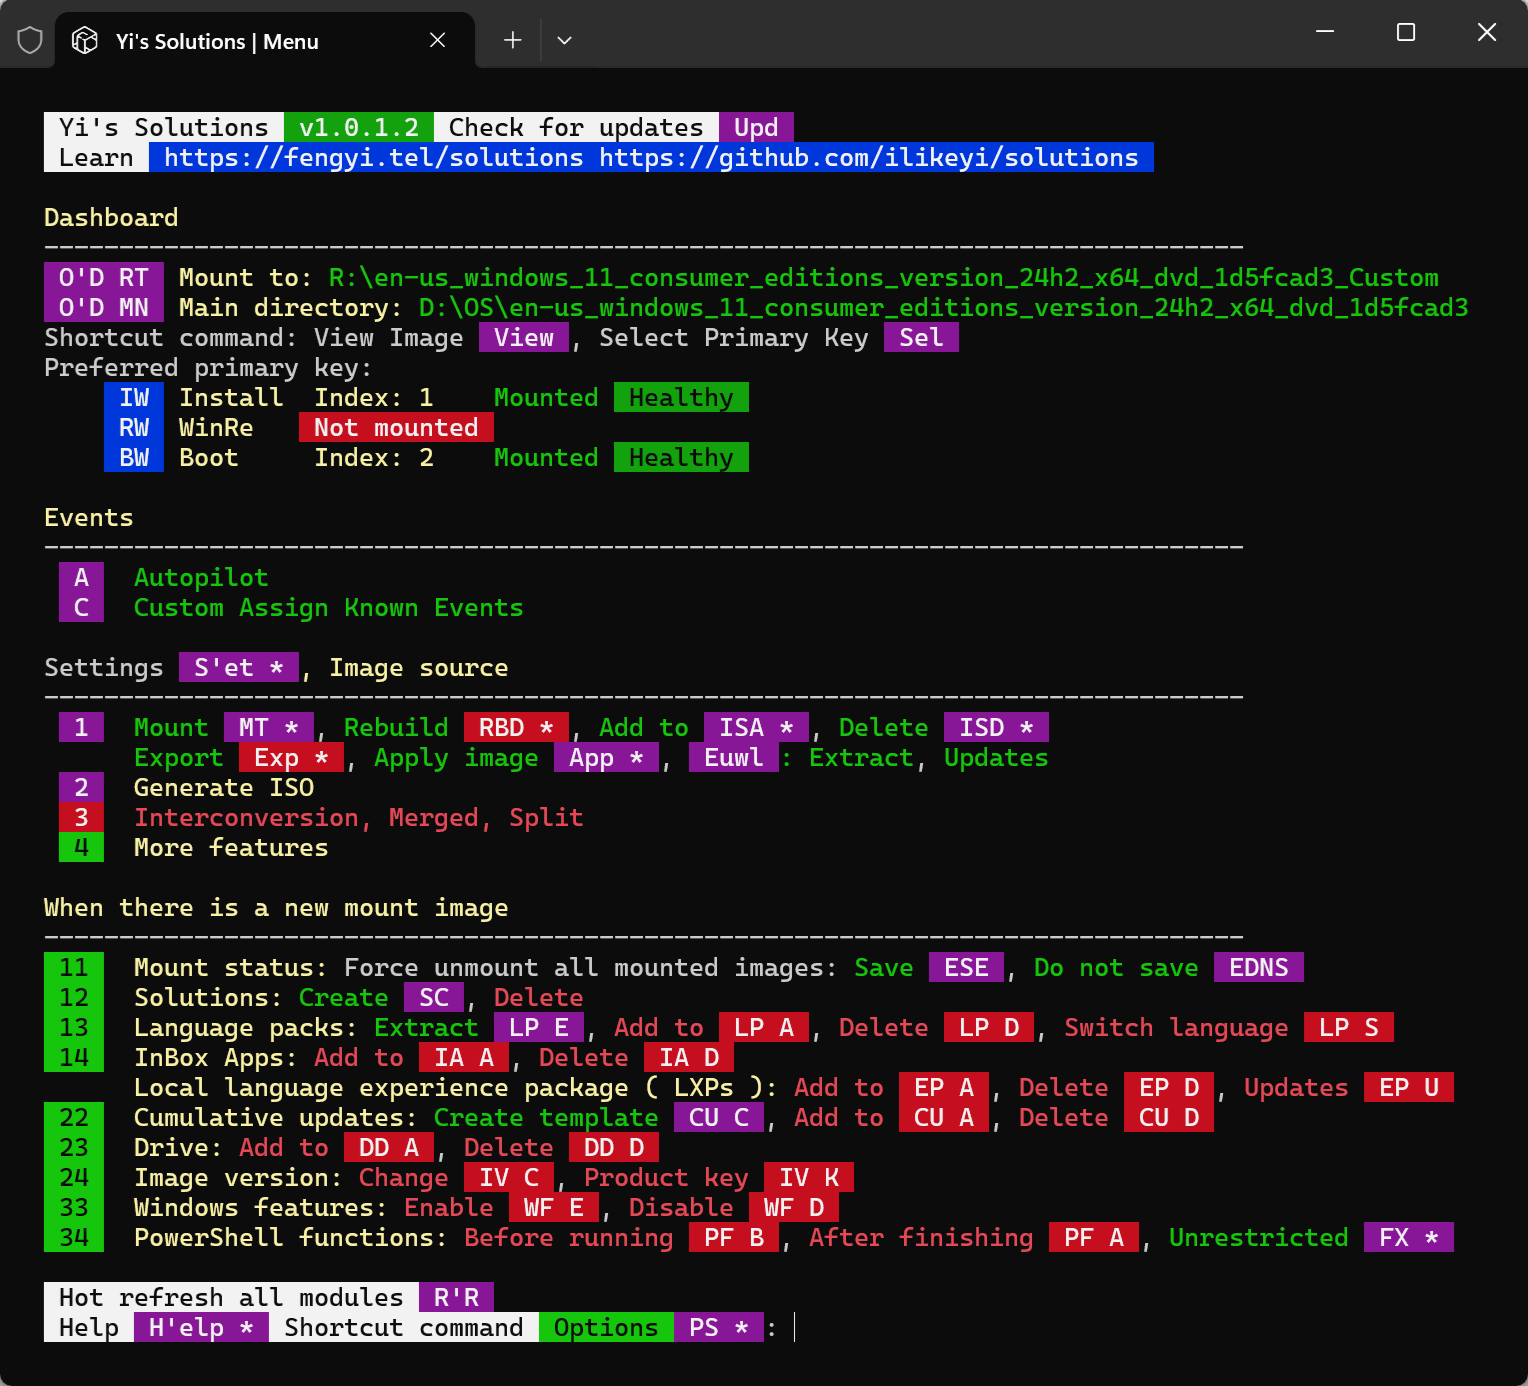 Yi's Solutions | Menu
Yi's Solutions v1.0.1.2 Check for updates Upd
Learn https://fengyi.tel/solutions https://github.com/ilikeyi/solutions
Dashboard
--------------------------------------------------------------------------------
O'D RT Mount to: R:\en-us_windows_11_consumer_editions_version_24h2_x64_dvd_1d5fcad3_Custom
O'D MN Main directory: D:\OS\en-us_windows_11_consumer_editions_version_24h2_x64_dvd_1d5fcad3
Shortcut command: View Image View , Select Primary Key Sel
Preferred primary key:
IW Install Index: 1 Mounted Healthy
RW WinRe Not mounted
BW Boot Index: 2 Mounted Healthy
Events
--------------------------------------------------------------------------------
A Autopilot
C Custom Assign Known Events
Settings S'et * , Image source
--------------------------------------------------------------------------------
1 Mount MT * , Rebuild RBD * , Add to ISA * , Delete ISD *
Export Exp * , Apply image App * , Euwl : Extract, Updates
2 Generate ISO
3 Interconversion, Merged, Split
4 More features
When there is a new mount image
--------------------------------------------------------------------------------
11 Mount status: Force unmount all mounted images: Save ESE , Do not save EDNS
12 Solutions: Create SC , Delete
13 Language packs: Extract LP E , Add to LP A , Delete LP D , Switch language LP S
14 InBox Apps: Add to IA A , Delete IA D
Local language experience package ( LXPs ): Add to EP A , Delete EP D , Updates EP U
22 Cumulative updates: Create template CU C , Add to CU A , Delete CU D
23 Drive: Add to DD A , Delete DD D
24 Image version: Change IV C , Product key IV K
33 Windows features: Enable WF E , Disable WF D
34 PowerShell functions: Before running PF B , After finishing PF A , Unrestricted FX *
Hot refresh all modules R'R
Help H'elp * Shortcut command Options PS * :